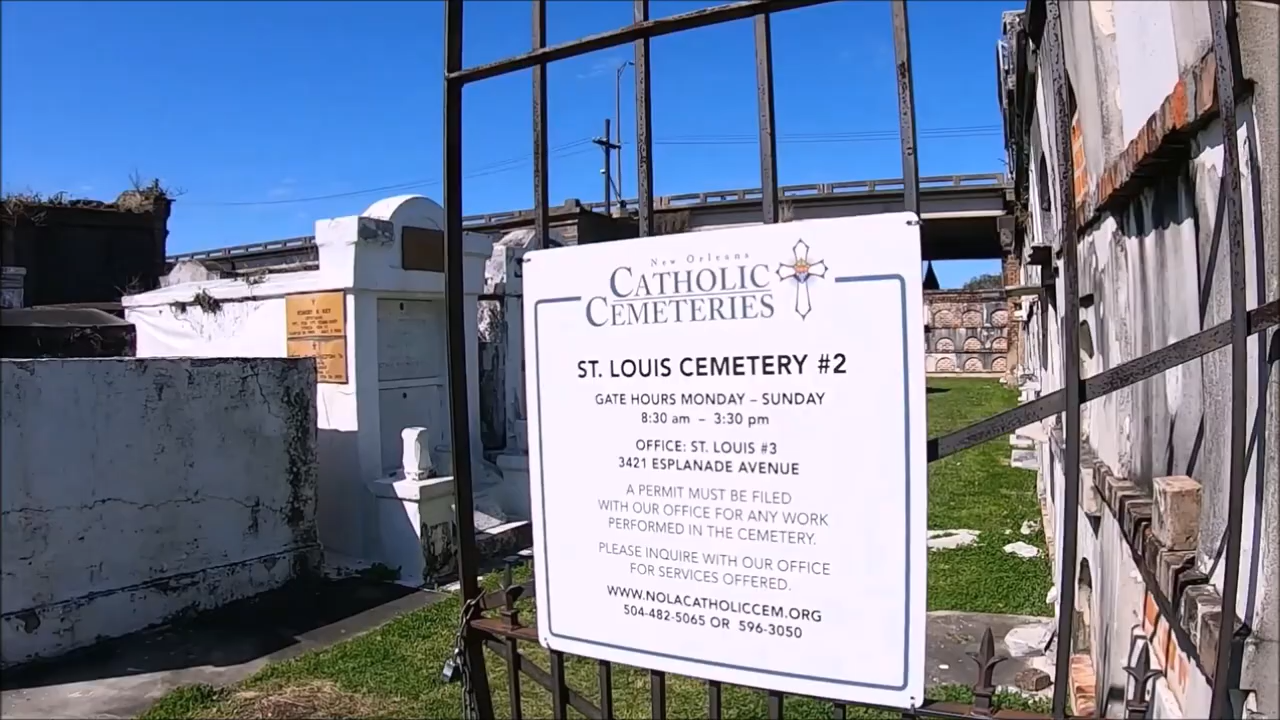 New Orleans
CATHOLIC
CEMETERIES
ST. LOUIS CEMETERY #2
GATE HOURS MONDAY – SUNDAY
8:30 am – 3:30 pm
OFFICE: ST. LOUIS #3
3421 ESPLANADE AVENUE
A PERMIT MUST BE FILED
WITH OUR OFFICE FOR ANY WORK
PERFORMED IN THE CEMETERY.
PLEASE INQUIRE WITH OUR OFFICE
FOR SERVICES OFFERED.
WWW.NOLACATHOLICCEM.ORG
504-482-5065 OR 596-3050